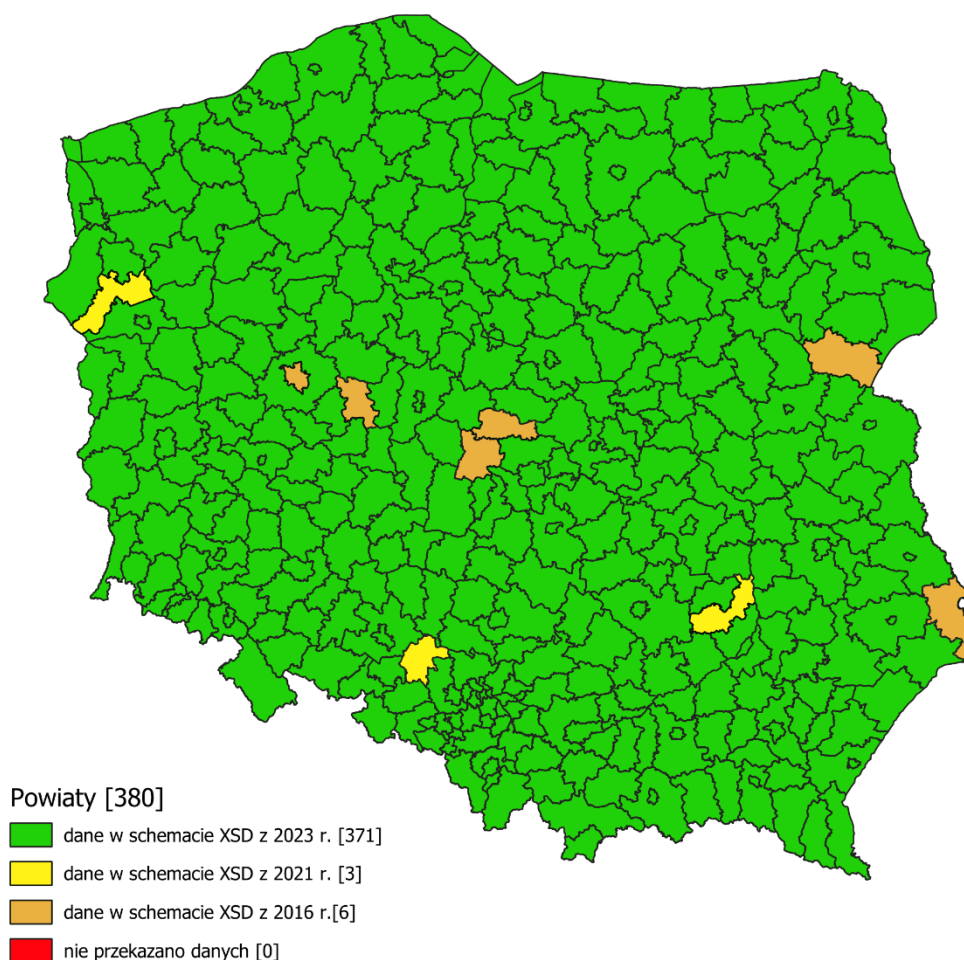 Powiaty [380]
dane w schemacie XSD z 2023 r. [371]
dane w schemacie XSD z 2021 r. [3]
dane w schemacie XSD z 2016 r.[6]
nie przekazano danych [0]